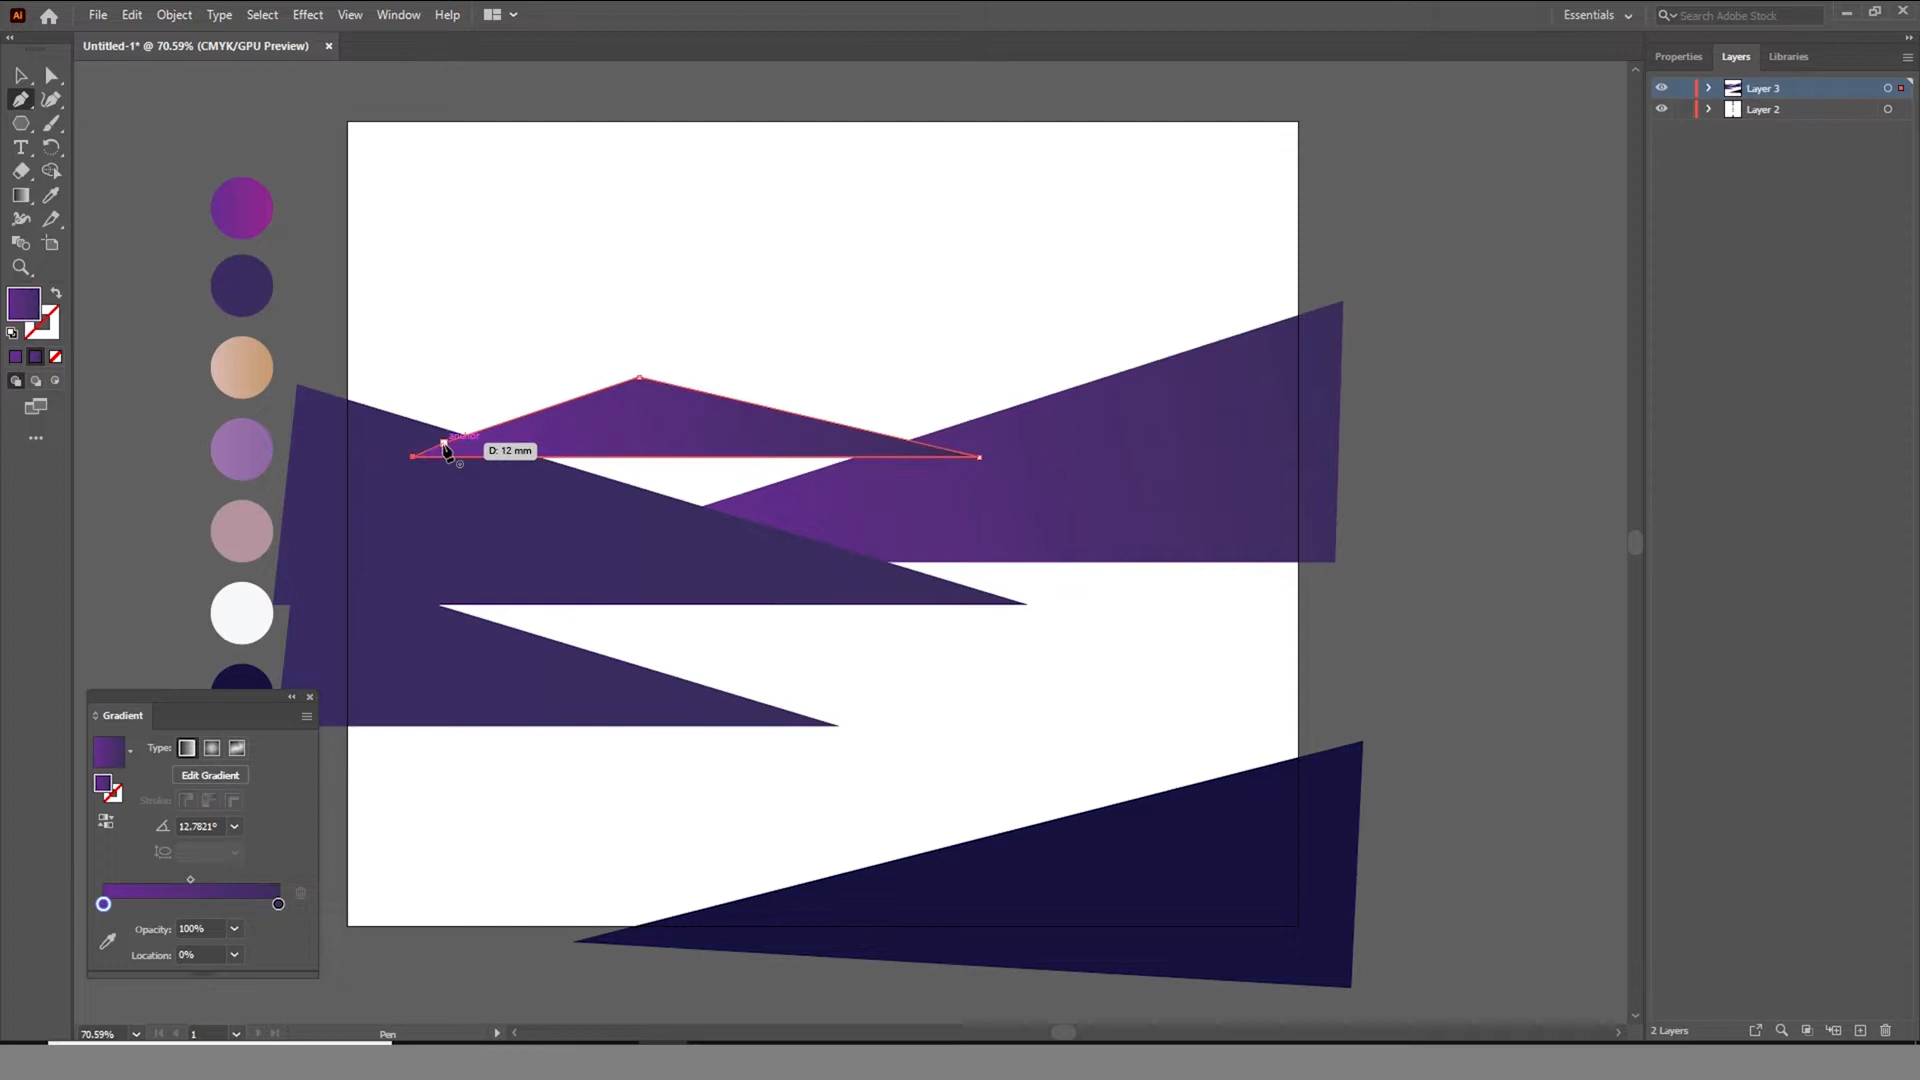 Ai File Edit Object Type Select Effect View Window Help Essentials Search Adobe Stock
Untitled-1* @ 70.59% (CMYK/GPU Preview)
Properties Layers Libraries
Layer 3
Layer 2
anchor
D: 12 mm
Gradient
Type:
Edit Gradient
Stroke:
12.7821°
Opacity: 100%
Location: 0%
70.59% 1 Pen
2 Layers